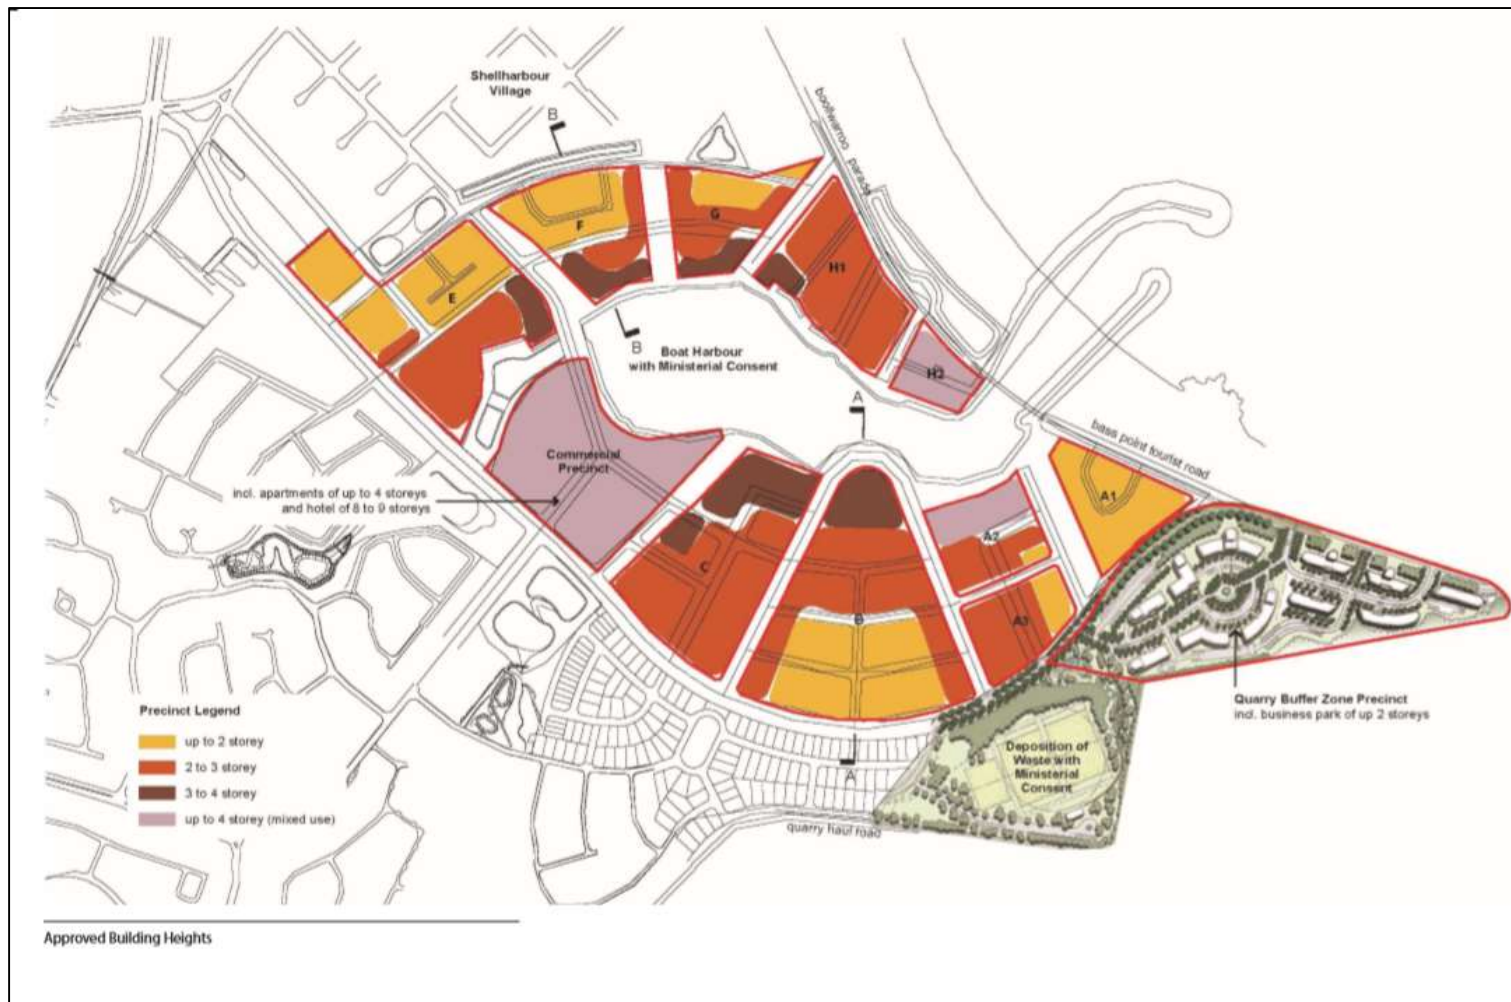 Shellharbour
Village
B
boollwarroo parade
F
G
H1
E
B
Boat Harbour
with Ministerial Consent
H2
A
bass point tourist road
Commercial
Precinct
incl. apartments of up to 4 storeys
and hotel of 8 to 9 storeys
A1
A2
C
B
A3
Quarry Buffer Zone Precinct
incl. business park of up 2 storeys
Precinct Legend
up to 2 storey
2 to 3 storey
3 to 4 storey
up to 4 storey (mixed use)
Deposition of
Waste with
Ministerial
Consent
A
quarry haul road
Approved Building Heights